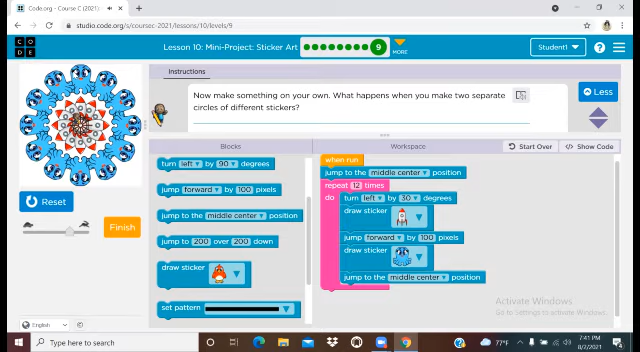 Code.org - Course C (2021):
studio.code.org/s/coursec-2021/lessons/10/levels/9
C O
D E
Lesson 10: Mini-Project: Sticker Art
9
MORE
Student1
Instructions
Now make something on your own. What happens when you make two separate
circles of different stickers?
Less
Blocks
Workspace
Start Over
</> Show Code
turn left by 90 degrees
jump forward by 100 pixels
jump to the middle center position
jump to 200 over 200 down
draw sticker
set pattern
when run
jump to the middle center position
repeat 12 times
do
turn left by 30 degrees
draw sticker
jump forward by 100 pixels
draw sticker
jump to the middle center position
Reset
Finish
Activate Windows
Go to Settings to activate Windows.
English
©
Type here to search
77°F
7:41 PM
8/2/2021